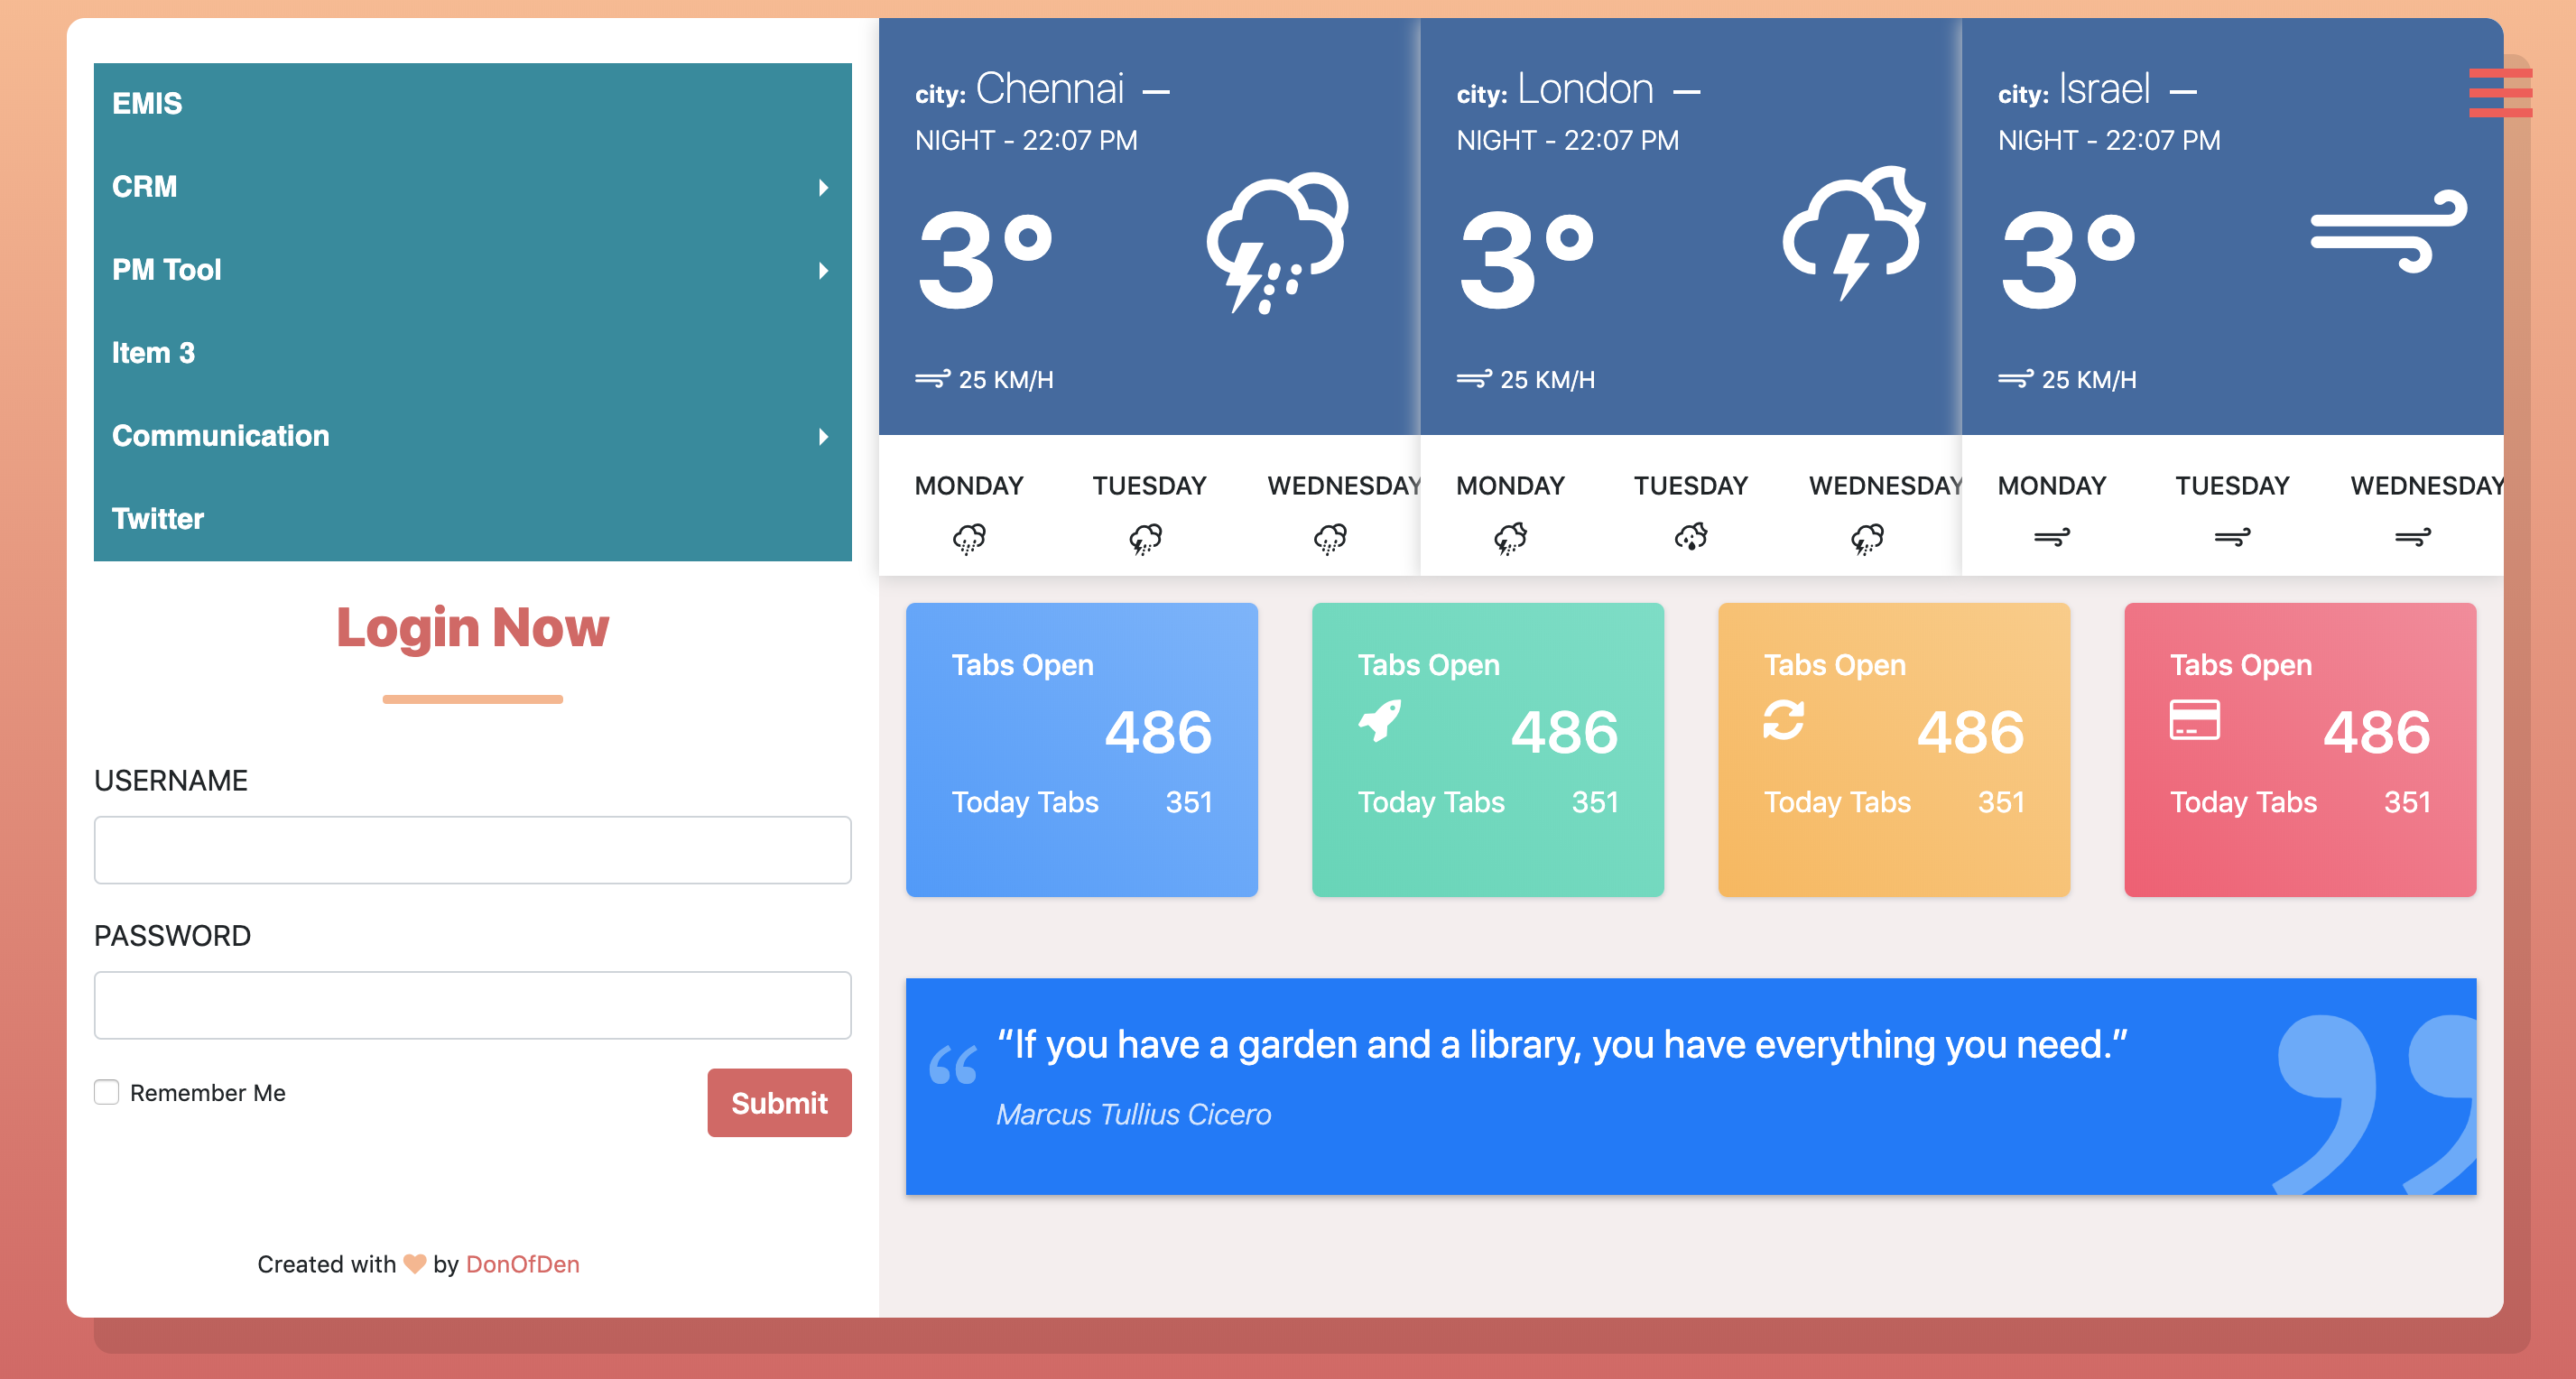 EMIS
CRM
PM Tool
Item 3
Communication
Twitter
Login Now
USERNAME
PASSWORD
Remember Me
Submit
Created with by DonOfDen
city: Chennai —
NIGHT - 22:07 PM
3°
25 KM/H
MONDAY TUESDAY WEDNESDAY
city: London —
NIGHT - 22:07 PM
3°
25 KM/H
MONDAY TUESDAY WEDNESDAY
city: Israel —
NIGHT - 22:07 PM
3°
25 KM/H
MONDAY TUESDAY WEDNESDAY
Tabs Open
486
Today Tabs 351
Tabs Open
486
Today Tabs 351
Tabs Open
486
Today Tabs 351
Tabs Open
486
Today Tabs 351
“If you have a garden and a library, you have everything you need.”
Marcus Tullius Cicero